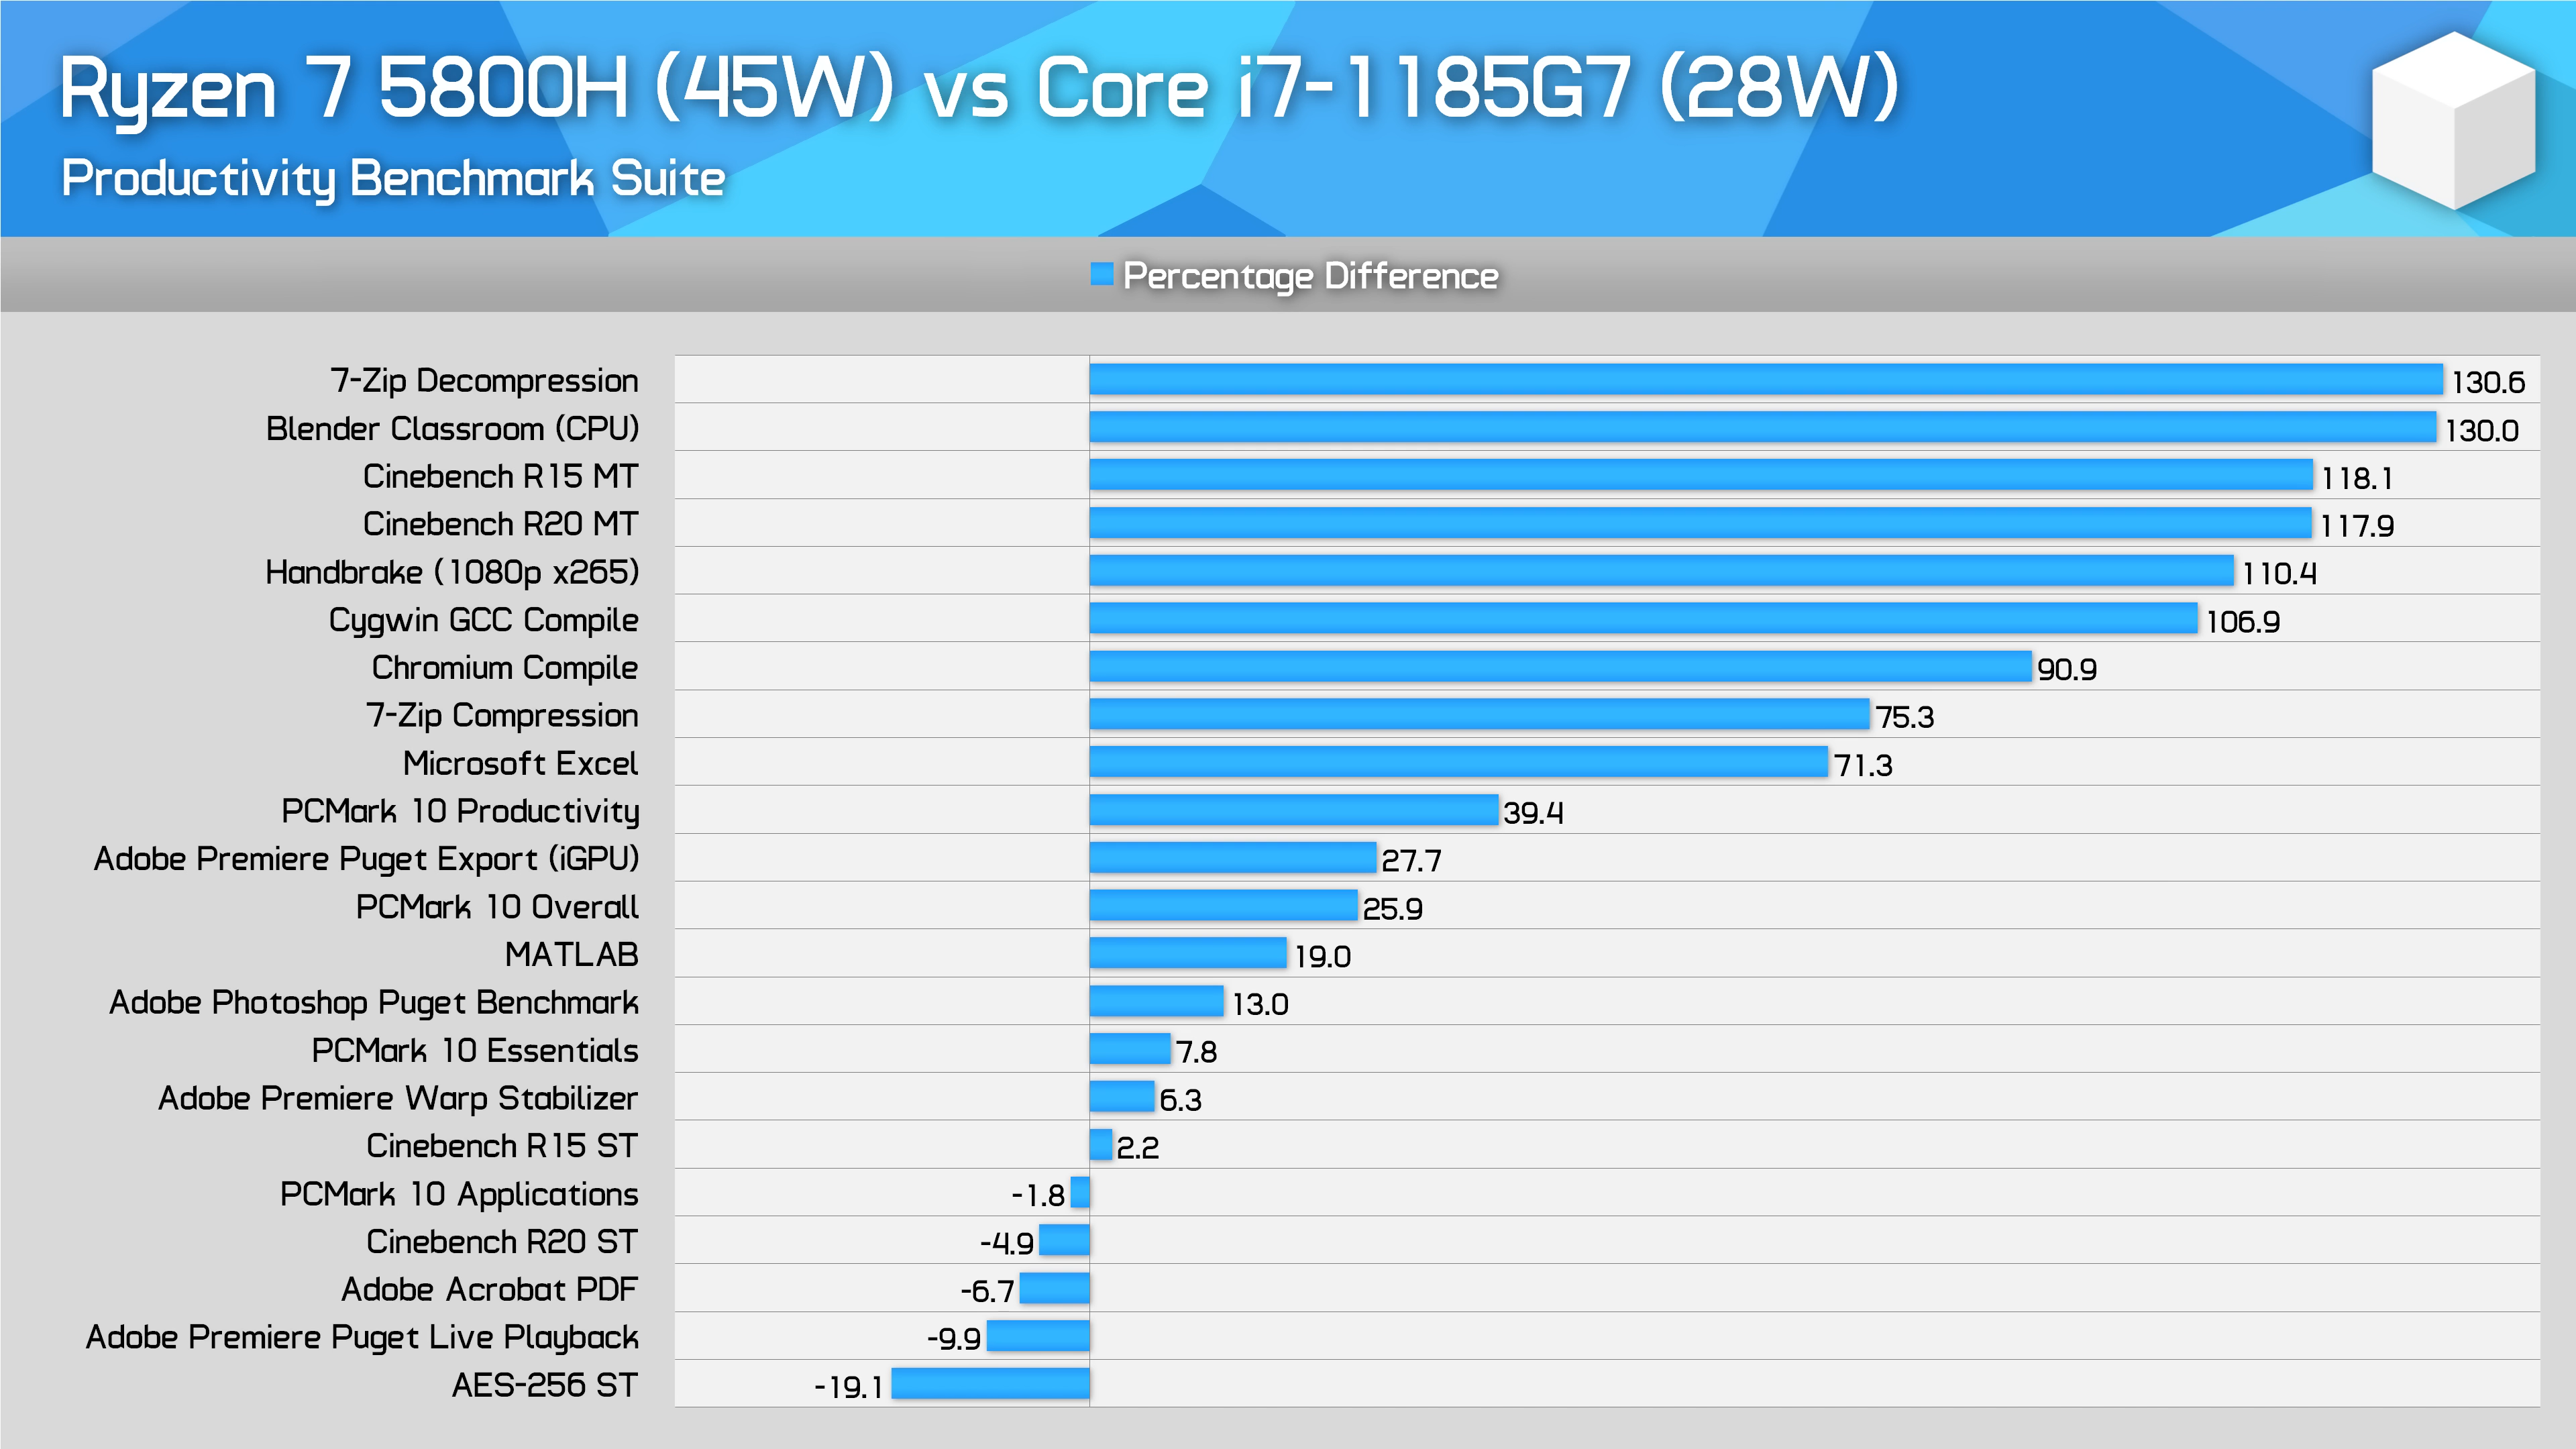 Ryzen 7 5800H (45W) vs Core i7-1185G7 (28W)
Productivity Benchmark Suite
Percentage Difference
7-Zip Decompression 130.6
Blender Classroom (CPU) 130.0
Cinebench R15 MT 118.1
Cinebench R20 MT 117.9
Handbrake (1080p x265) 110.4
Cygwin GCC Compile 106.9
Chromium Compile 90.9
7-Zip Compression 75.3
Microsoft Excel 71.3
PCMark 10 Productivity 39.4
Adobe Premiere Puget Export (iGPU) 27.7
PCMark 10 Overall 25.9
MATLAB 19.0
Adobe Photoshop Puget Benchmark 13.0
PCMark 10 Essentials 7.8
Adobe Premiere Warp Stabilizer 6.3
Cinebench R15 ST 2.2
PCMark 10 Applications -1.8
Cinebench R20 ST -4.9
Adobe Acrobat PDF -6.7
Adobe Premiere Puget Live Playback -9.9
AES-256 ST -19.1